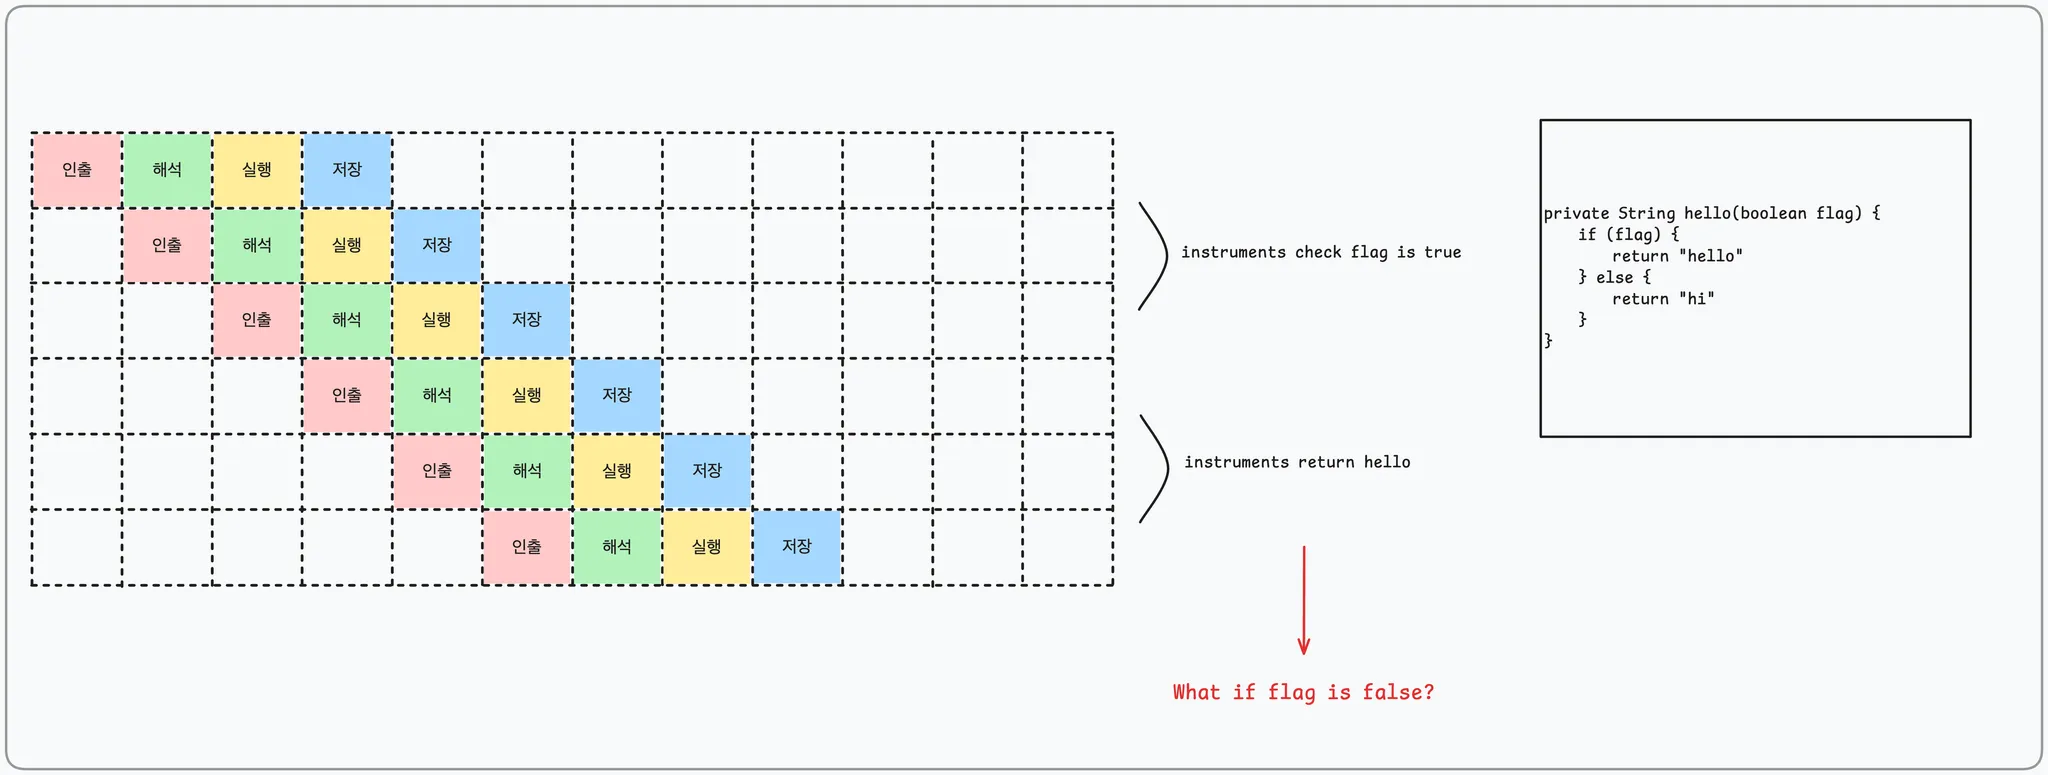 인출 해석 실행 저장
인출 해석 실행 저장
인출 해석 실행 저장
인출 해석 실행 저장
인출 해석 실행 저장
인출 해석 실행 저장
instruments check flag is true
instruments return hello
What if flag is false?
private String hello(boolean flag) {
    if (flag) {
        return "hello"
    } else {
        return "hi"
    }
}